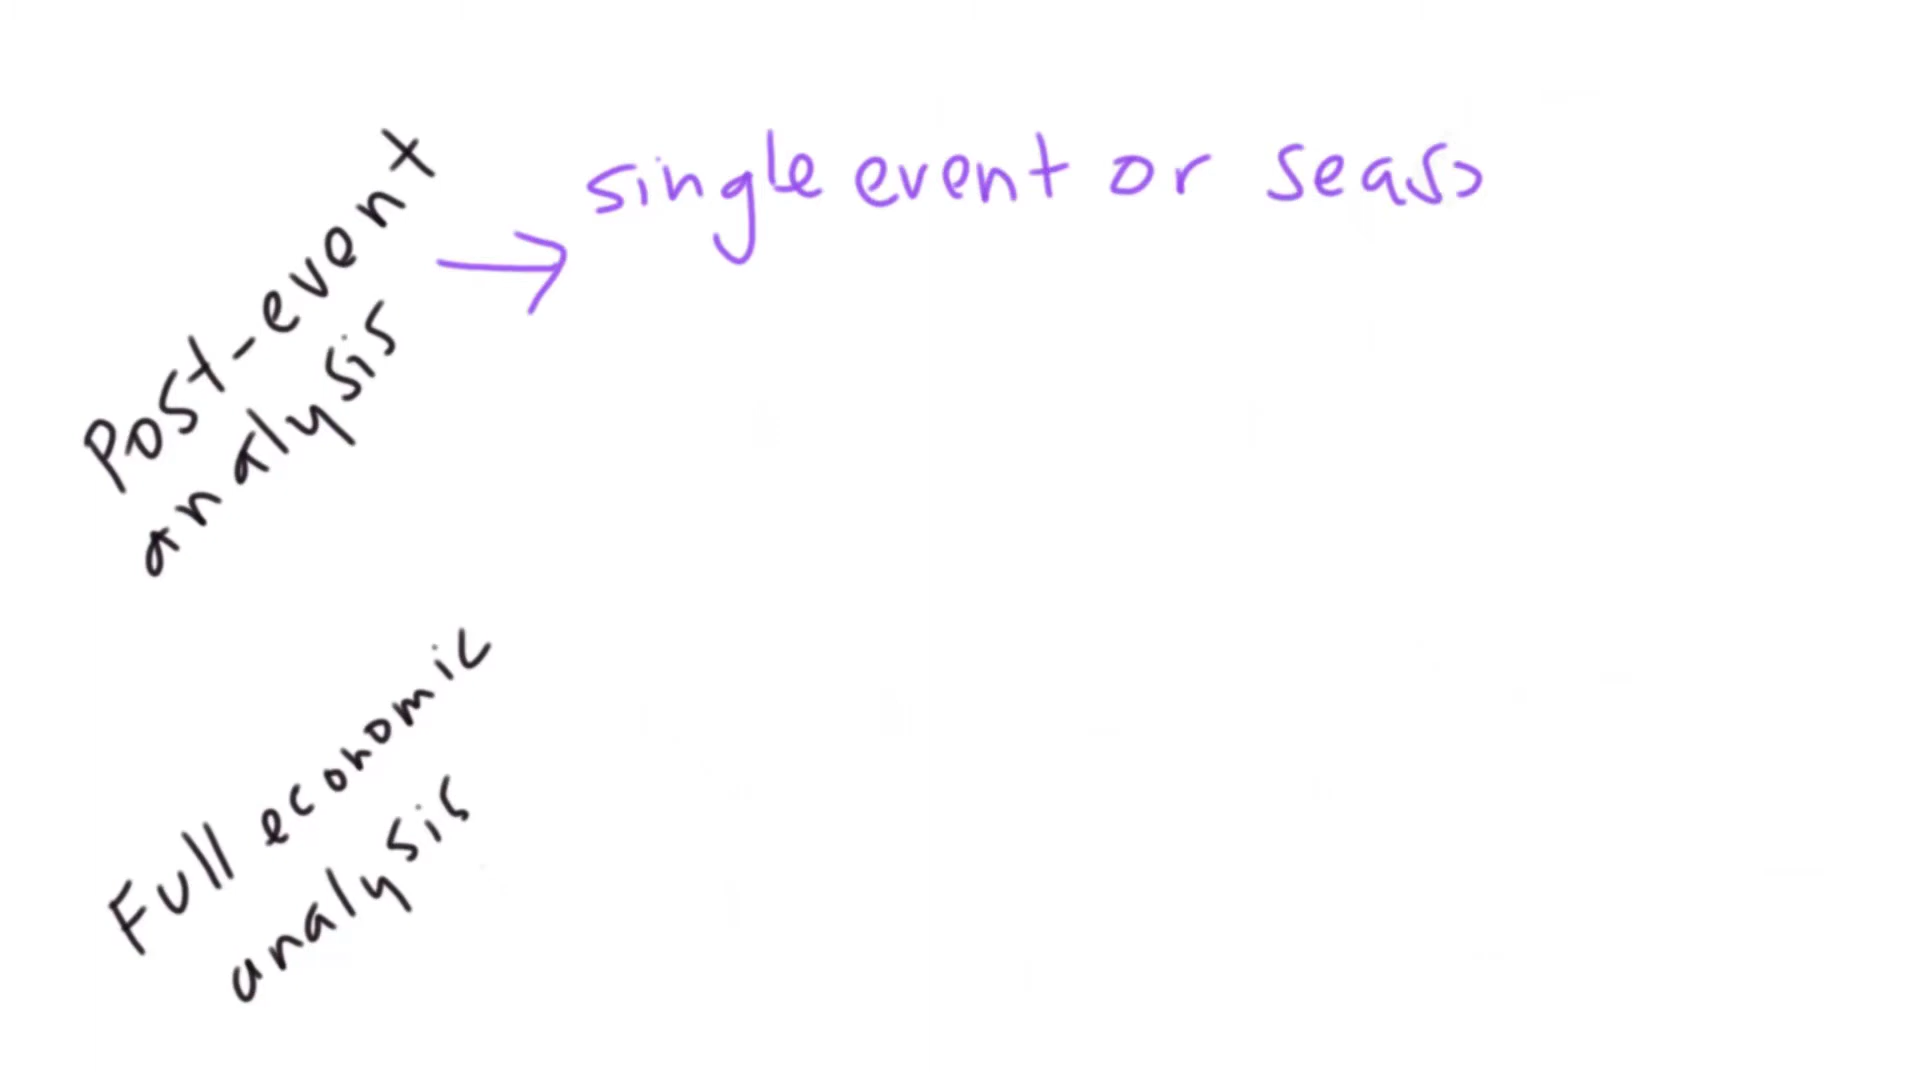 Post-event
analysis
single event or seas
Full economic
analysis